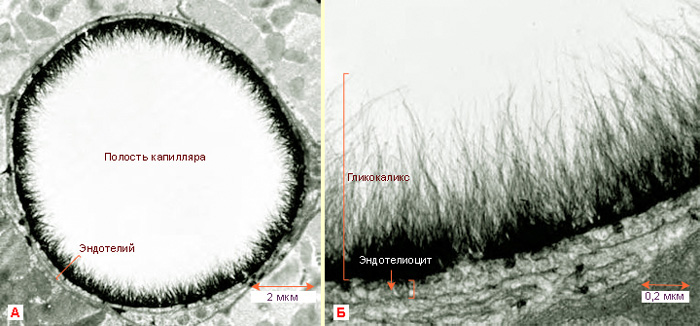 Полость капилляра
Эндотелий
2 мкм
А
Гликокаликс
Эндотелиоцит
0,2 мкм
Б